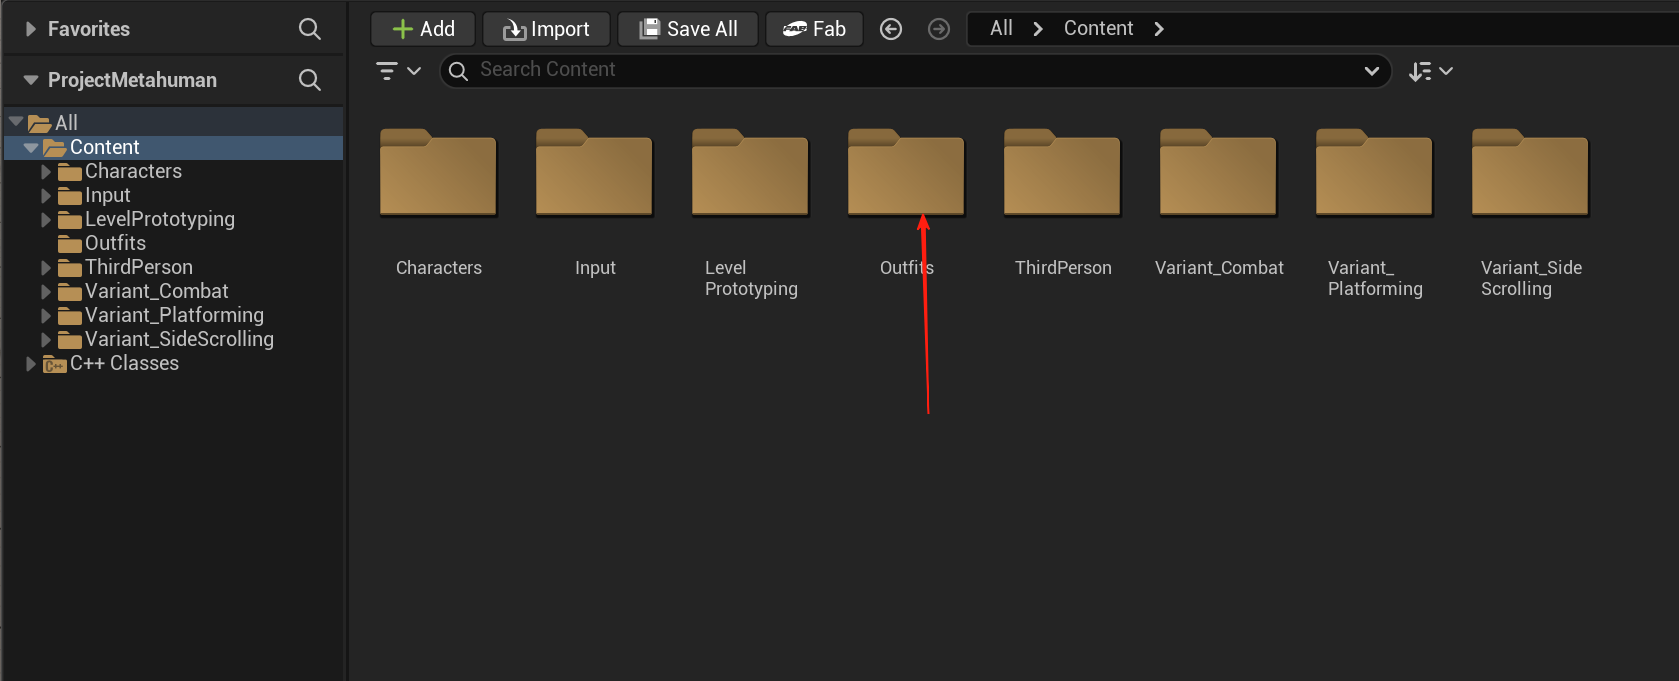 Favorites
ProjectMetahuman
All
Content
Characters
Input
LevelPrototyping
Outfits
ThirdPerson
Variant_Combat
Variant_Platforming
Variant_SideScrolling
C++ Classes
Add Import Save All Fab All Content
Search Content
Characters
Input
Level
Prototyping
Outfits
ThirdPerson
Variant_Combat
Variant_
Platforming
Variant_Side
Scrolling